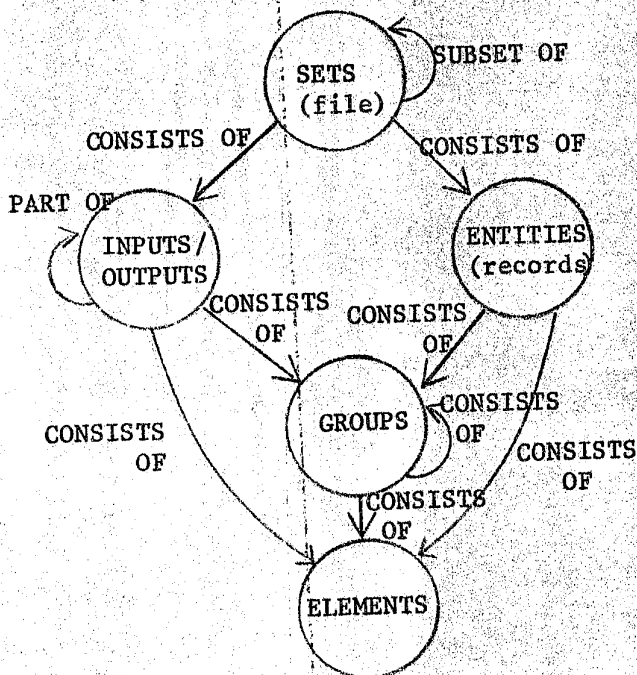 SUBSET OF
SETS
(file)
CONSISTS OF
CONSISTS OF
PART OF
INPUTS/
OUTPUTS
ENTITIES
(records)
CONSISTS
OF
CONSISTS
OF
GROUPS
CONSISTS
OF
CONSISTS
OF
CONSISTS
OF
CONSISTS
OF
ELEMENTS